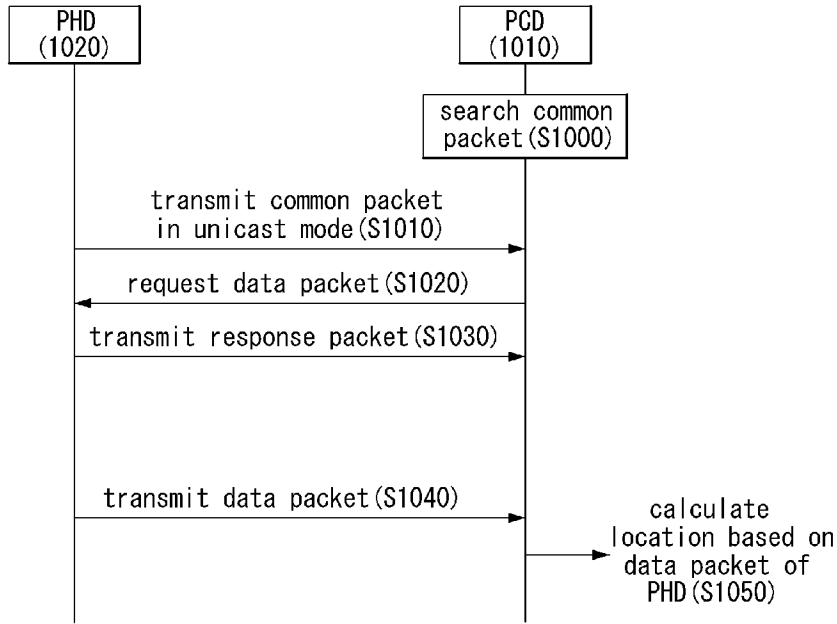 PHD
(1020)
PCD
(1010)
search common
packet(S1000)
transmit common packet
in unicast mode(S1010)
request data packet(S1020)
transmit response packet(S1030)
transmit data packet(S1040)
calculate
location based on
data packet of
PHD(S1050)